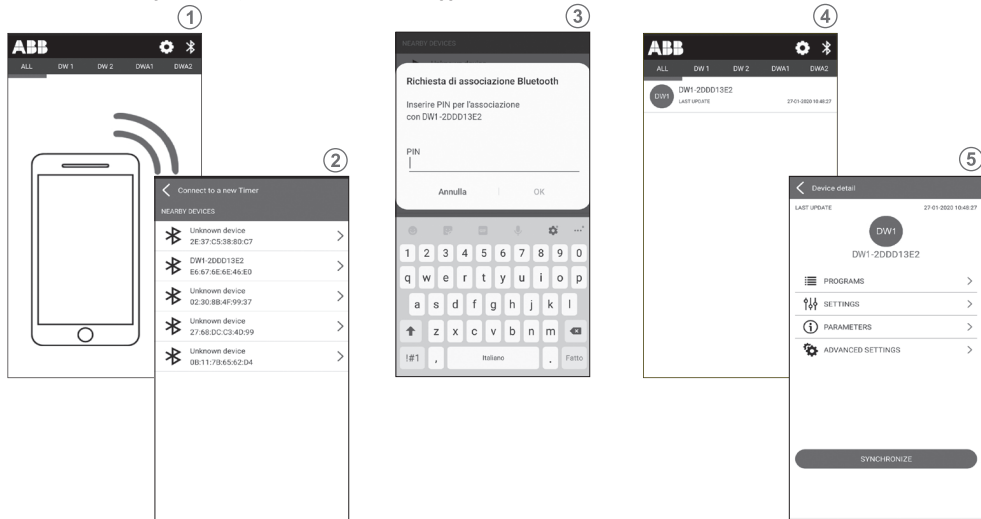 1
ABB
ALL DW 1 DW 2 DWA1 DWA2
2
Connect to a new Timer
NEARBY DEVICES
Unknown device
2E:37:C5:38:80:C7
DW1-2DDD13E2
E6:67:6E:6E:46:E0
Unknown device
02:30:8B:4F:99:37
Unknown device
27:68:DC:C3:4D:99
Unknown device
0B:11:7B:65:62:D4
3
NEARBY DEVICES
Richiesta di associazione Bluetooth
Inserire PIN per l'associazione
con DW1-2DDD13E2
PIN
Annulla OK
1 2 3 4 5 6 7 8 9 0
q w e r t y u i o p
a s d f g h j k l
z x c v b n m
!#1 , Italiano . Fatto
4
ABB
ALL DW 1 DW 2 DWA1 DWA2
DW1
DW1-2DDD13E2
LAST UPDATE 27-01-2020 10:48:27
5
Device detail
LAST UPDATE 27-01-2020 10:48:27
DW1
DW1-2DDD13E2
PROGRAMS
SETTINGS
PARAMETERS
ADVANCED SETTINGS
SYNCHRONIZE